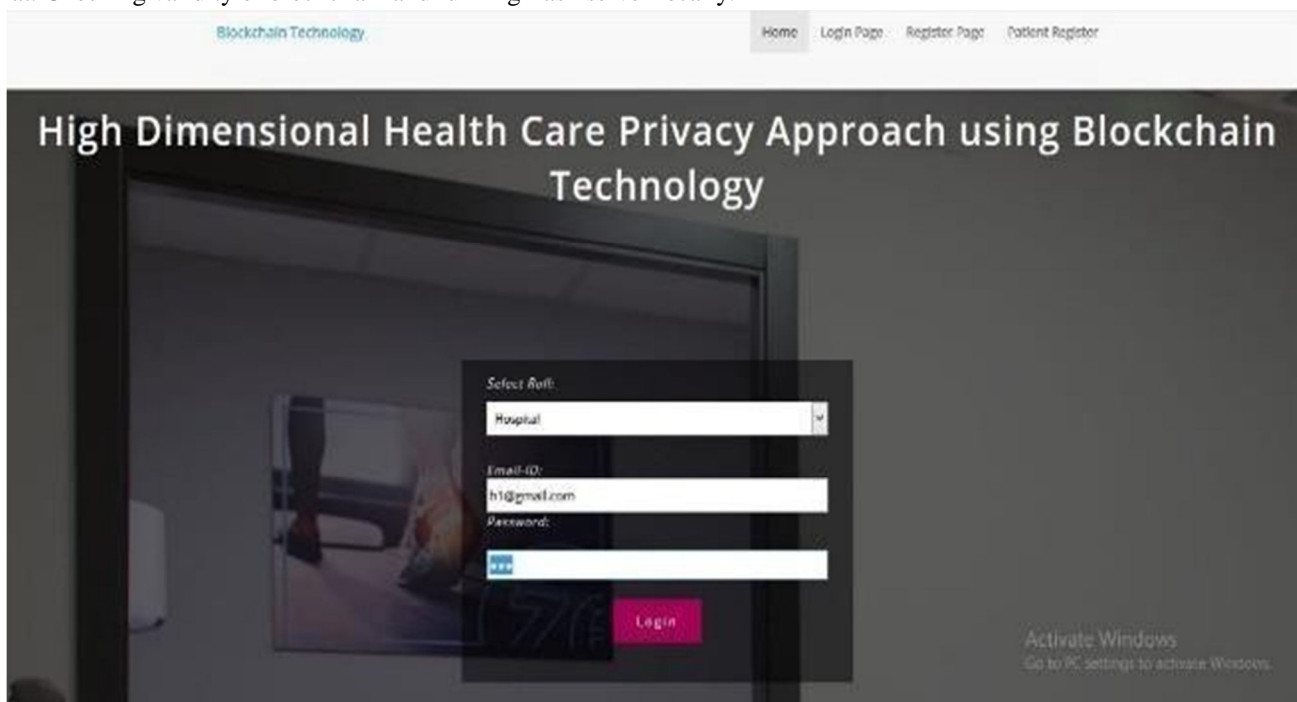 Blockchain Technology
Home Login Page Register Page Patient Register
High Dimensional Health Care Privacy Approach using Blockchain
Technology
Select Roll:
Hospital
Email-ID:
h1@gmail.com
Password:
Login
Activate Windows
Go to PC settings to activate Windows.